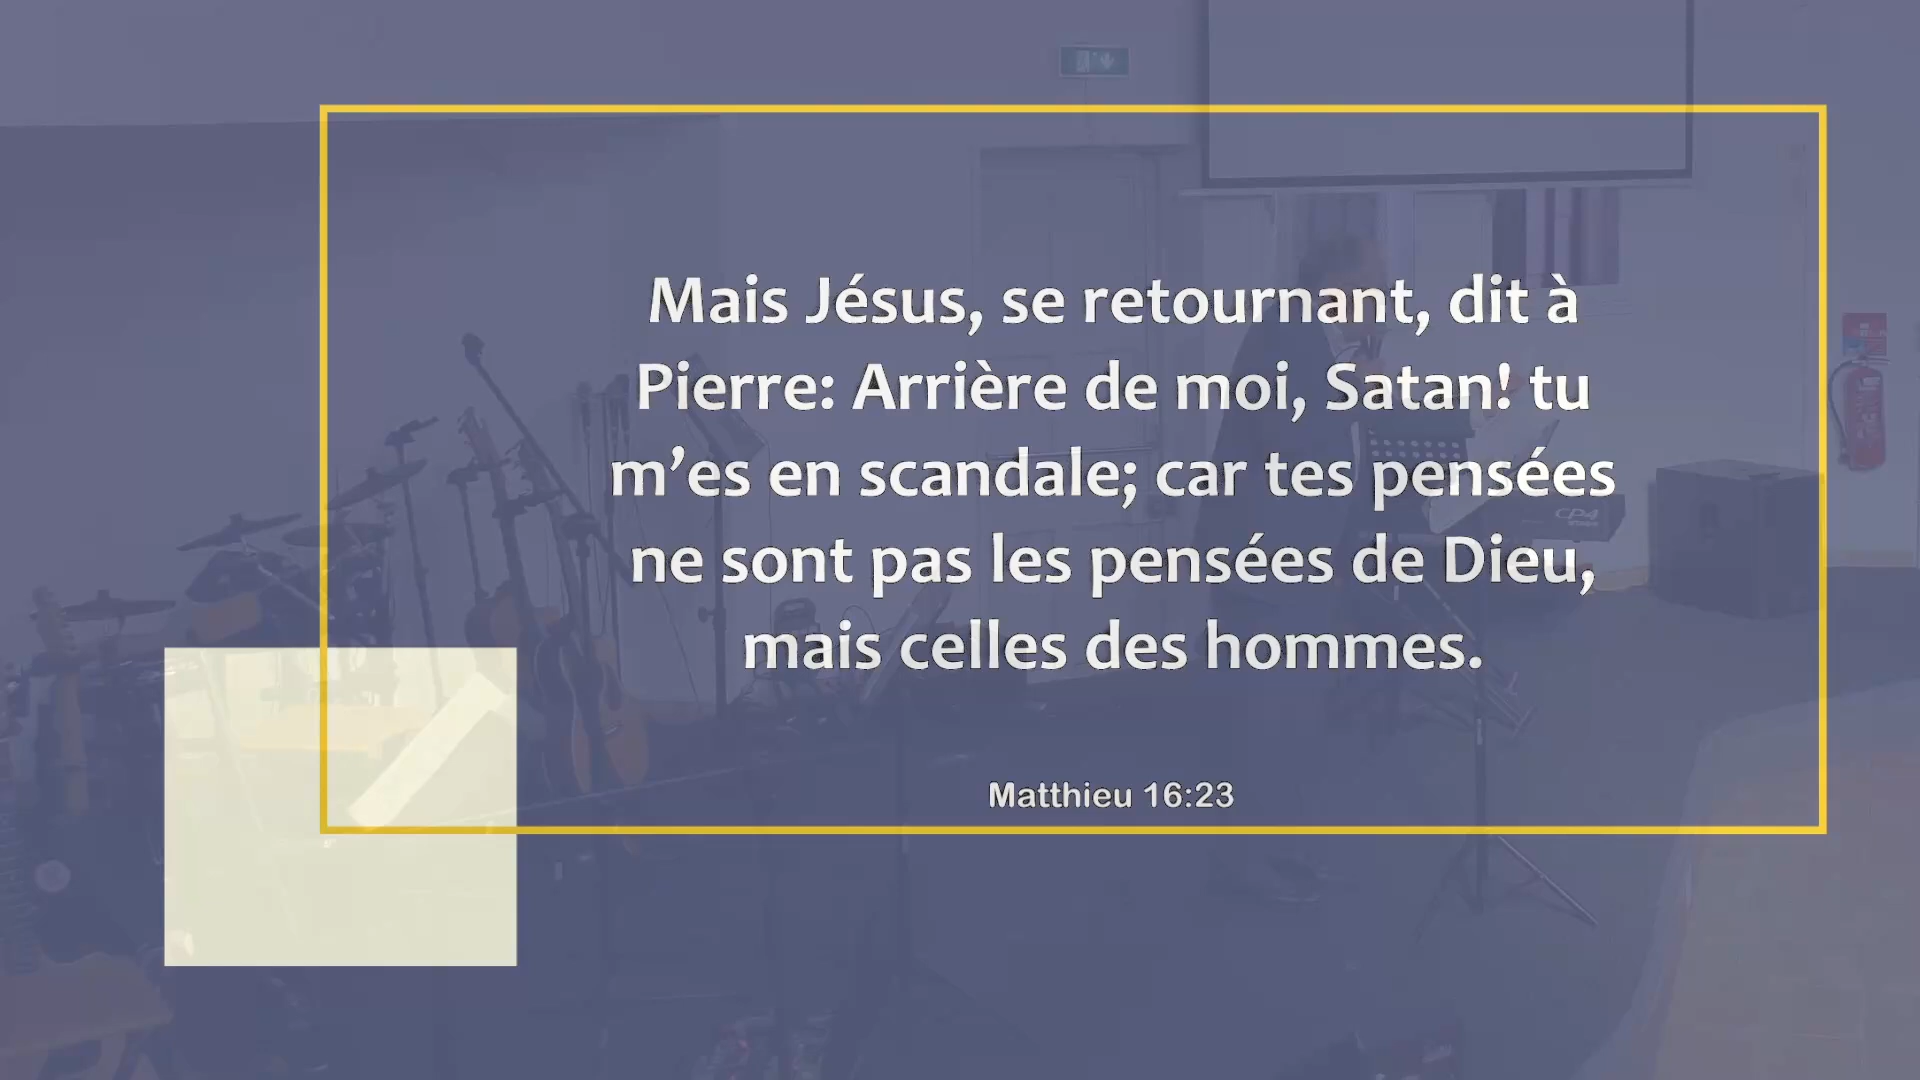 Mais Jésus, se retournant, dit à
Pierre: Arrière de moi, Satan! tu
m’es en scandale; car tes pensées
ne sont pas les pensées de Dieu,
mais celles des hommes.
CP4
Matthieu 16:23